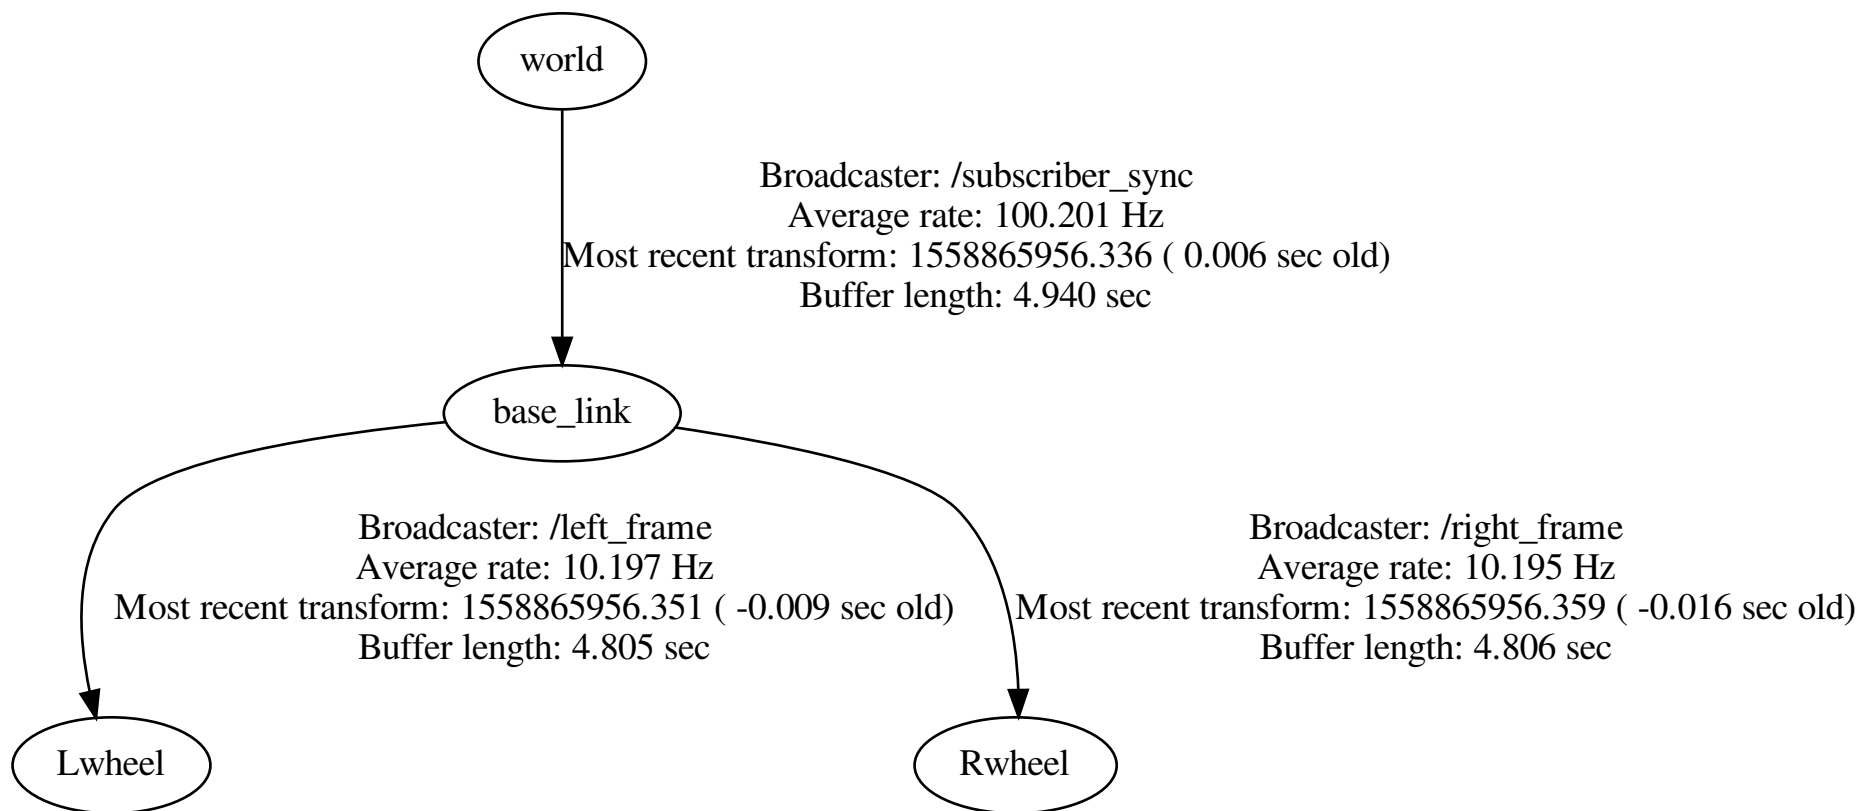 world
Broadcaster: /subscriber_sync
Average rate: 100.201 Hz
Most recent transform: 1558865956.336 ( 0.006 sec old)
Buffer length: 4.940 sec
base_link
Broadcaster: /left_frame
Average rate: 10.197 Hz
Most recent transform: 1558865956.351 ( -0.009 sec old)
Buffer length: 4.805 sec
Broadcaster: /right_frame
Average rate: 10.195 Hz
Most recent transform: 1558865956.359 ( -0.016 sec old)
Buffer length: 4.806 sec
Lwheel
Rwheel